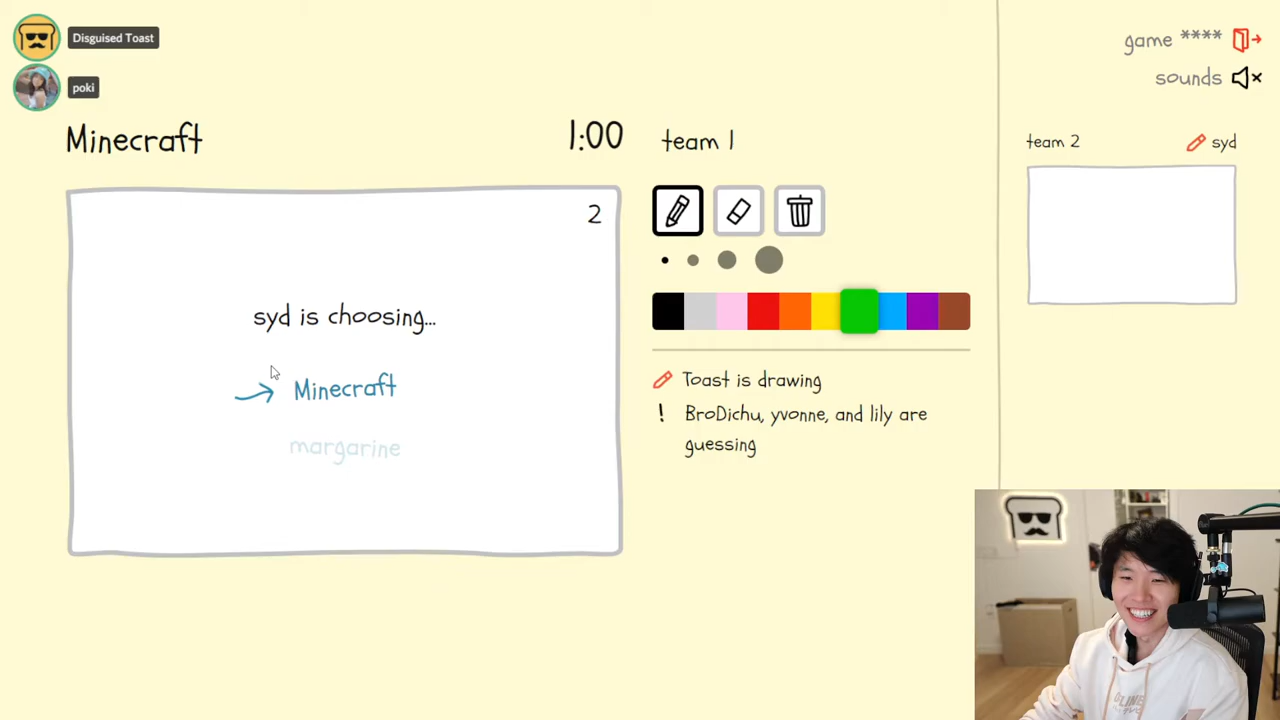 Disguised Toast
poki
game ****
sounds
Minecraft
1:00
team 1
team 2
syd
2
syd is choosing...
Minecraft
margarine
Toast is drawing
! BroDichu, yvonne, and lily are
guessing